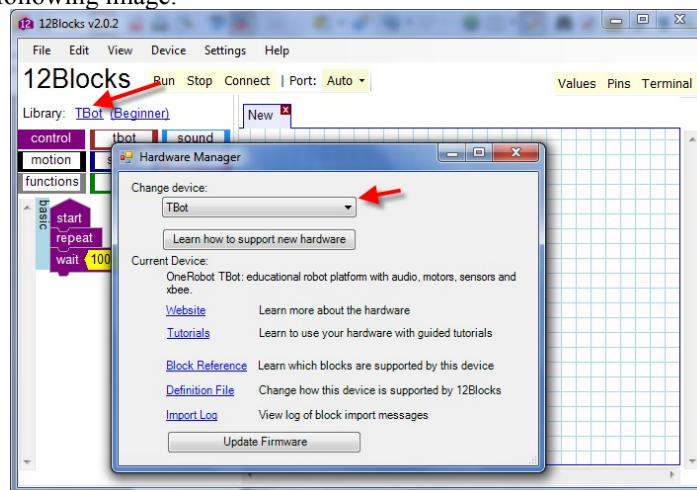 following image.
12Blocks v2.0.2
File Edit View Device Settings Help
12Blocks Run Stop Connect | Port: Auto Values Pins Terminal
Library: TBot (Beginner)
New
control tbot sound
motion
functions
Hardware Manager
Change device:
TBot
basic
start
repeat
wait 100
Learn how to support new hardware
Current Device:
OneRobot TBot: educational robot platform with audio, motors, sensors and
xbee.
Website Learn more about the hardware
Tutorials Learn to use your hardware with guided tutorials
Block Reference Learn which blocks are supported by this device
Definition File Change how this device is supported by 12Blocks
Import Log View log of block import messages
Update Firmware